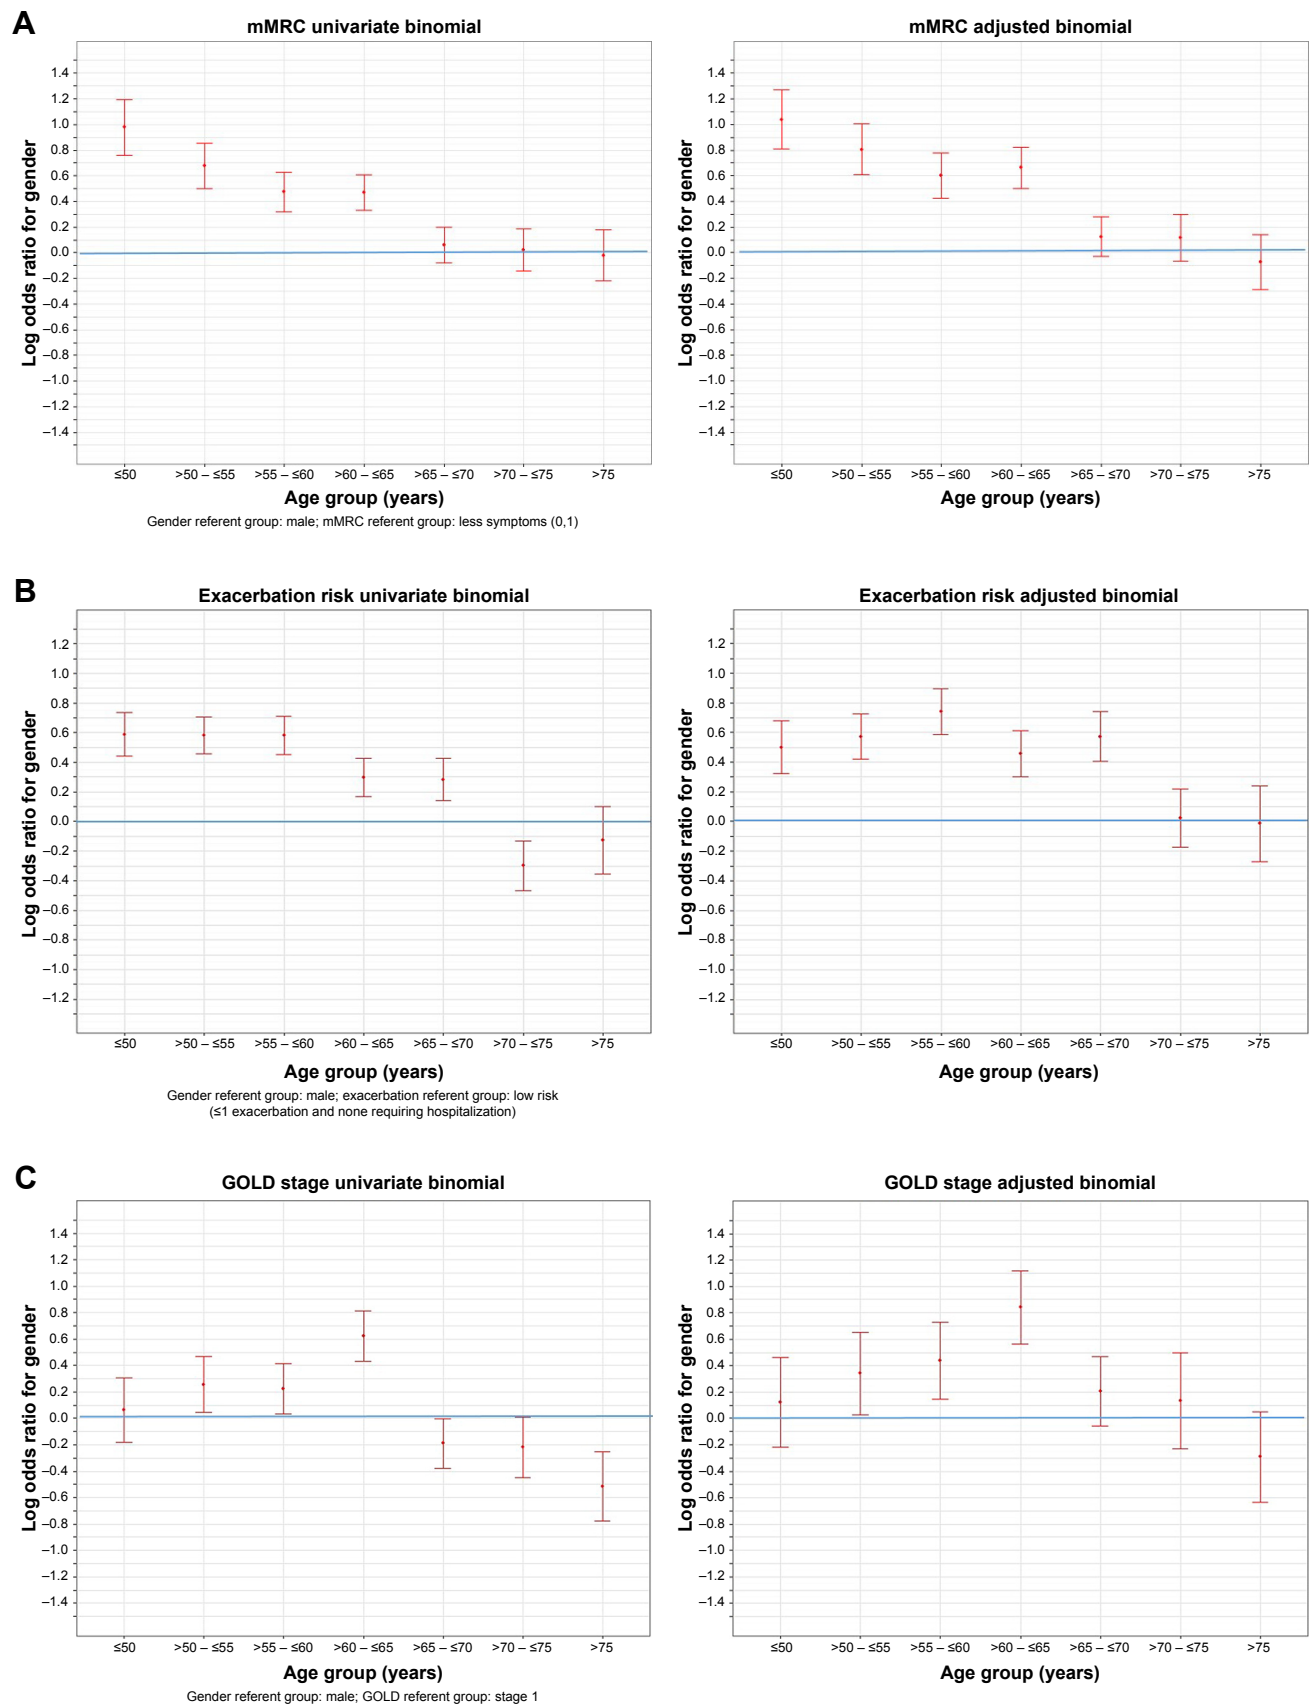 A
mMRC univariate binomial
Log odds ratio for gender
1.4
1.2
1.0
0.8
0.6
0.4
0.2
0.0
–0.2
–0.4
–0.6
–0.8
–1.0
–1.2
–1.4
≤50 >50 – ≤55 >55 – ≤60 >60 – ≤65 >65 – ≤70 >70 – ≤75 >75
Age group (years)
Gender referent group: male; mMRC referent group: less symptoms (0,1)
mMRC adjusted binomial
Log odds ratio for gender
1.4
1.2
1.0
0.8
0.6
0.4
0.2
0.0
–0.2
–0.4
–0.6
–0.8
–1.0
–1.2
–1.4
≤50 >50 – ≤55 >55 – ≤60 >60 – ≤65 >65 – ≤70 >70 – ≤75 >75
Age group (years)
B
Exacerbation risk univariate binomial
Log odds ratio for gender
1.2
1.0
0.8
0.6
0.4
0.2
0.0
–0.2
–0.4
–0.6
–0.8
–1.0
–1.2
≤50 >50 – ≤55 >55 – ≤60 >60 – ≤65 >65 – ≤70 >70 – ≤75 >75
Age group (years)
Gender referent group: male; exacerbation referent group: low risk
(≤1 exacerbation and none requiring hospitalization)
Exacerbation risk adjusted binomial
Log odds ratio for gender
1.2
1.0
0.8
0.6
0.4
0.2
0.0
–0.2
–0.4
–0.6
–0.8
–1.0
–1.2
≤50 >50 – ≤55 >55 – ≤60 >60 – ≤65 >65 – ≤70 >70 – ≤75 >75
Age group (years)
C
GOLD stage univariate binomial
Log odds ratio for gender
1.4
1.2
1.0
0.8
0.6
0.4
0.2
0.0
–0.2
–0.4
–0.6
–0.8
–1.0
–1.2
–1.4
≤50 >50 – ≤55 >55 – ≤60 >60 – ≤65 >65 – ≤70 >70 – ≤75 >75
Age group (years)
Gender referent group: male; GOLD referent group: stage 1
GOLD stage adjusted binomial
Log odds ratio for gender
1.4
1.2
1.0
0.8
0.6
0.4
0.2
0.0
–0.2
–0.4
–0.6
–0.8
–1.0
–1.2
–1.4
≤50 >50 – ≤55 >55 – ≤60 >60 – ≤65 >65 – ≤70 >70 – ≤75 >75
Age group (years)